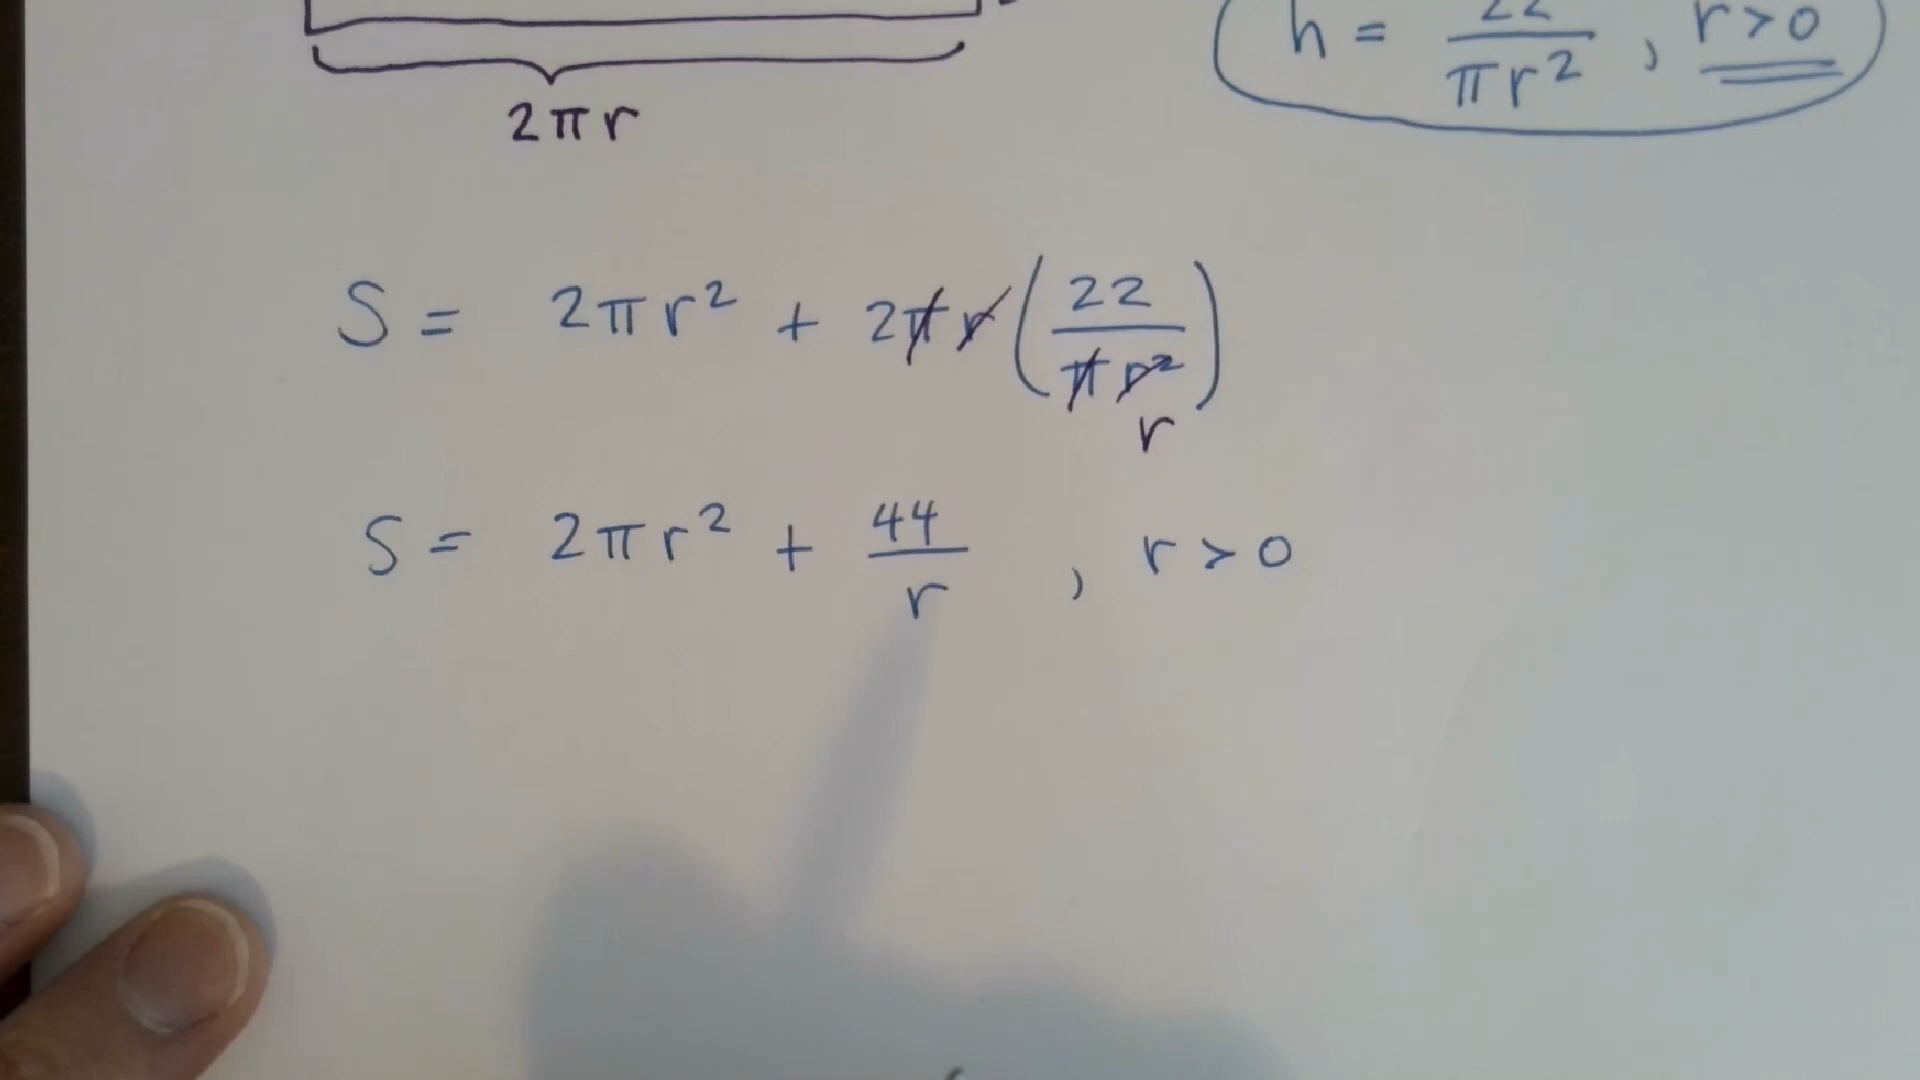 h = 22/πr², r>0
2πr
S = 2πr² + 2πr(22/πr²)
r
S = 2πr² + 44/r , r>0